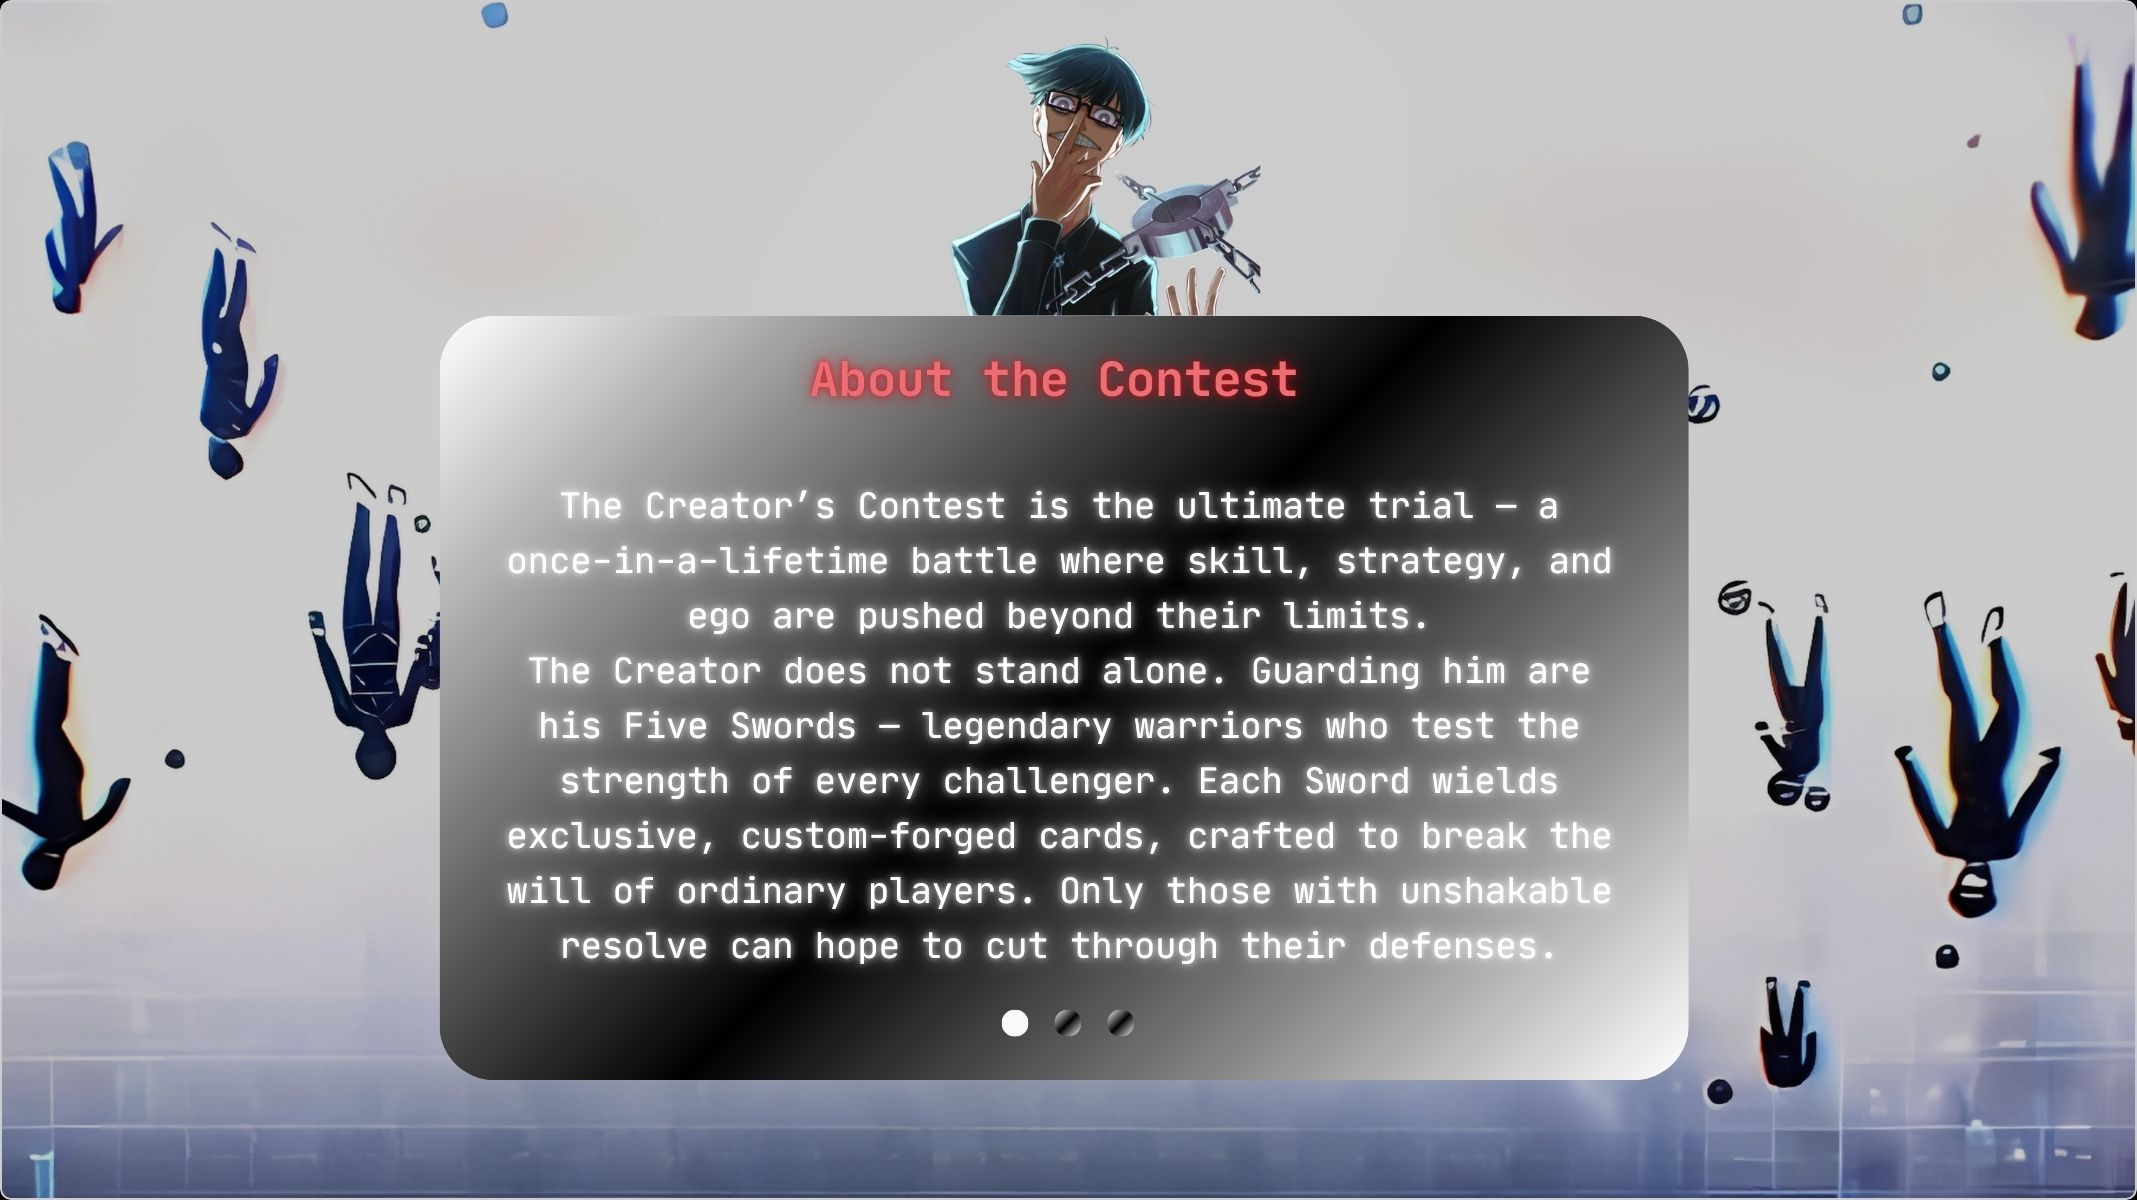 About the Contest
The Creator’s Contest is the ultimate trial — a
once-in-a-lifetime battle where skill, strategy, and
ego are pushed beyond their limits.
The Creator does not stand alone. Guarding him are
his Five Swords — legendary warriors who test the
strength of every challenger. Each Sword wields
exclusive, custom-forged cards, crafted to break the
will of ordinary players. Only those with unshakable
resolve can hope to cut through their defenses.